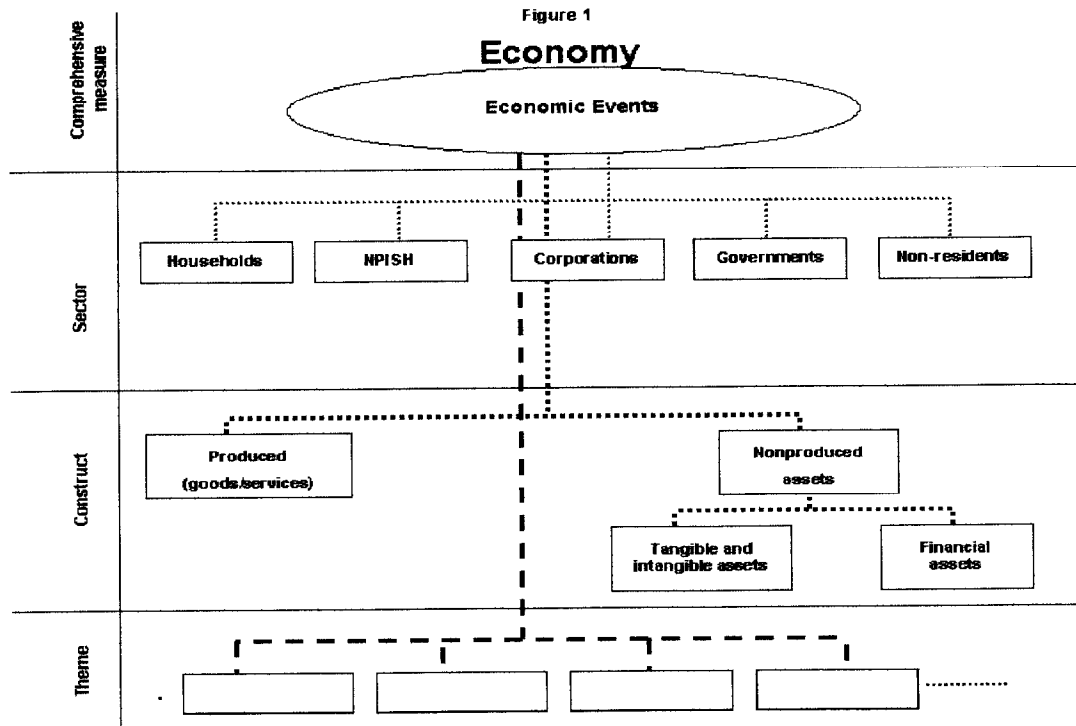 Figure 1
Economy
Comprehensive
measure
Economic Events
Sector
Households
NPISH
Corporations
Governments
Non-residents
Construct
Produced
(goods/services)
Nonproduced
assets
Tangible and
intangible assets
Financial
assets
Theme